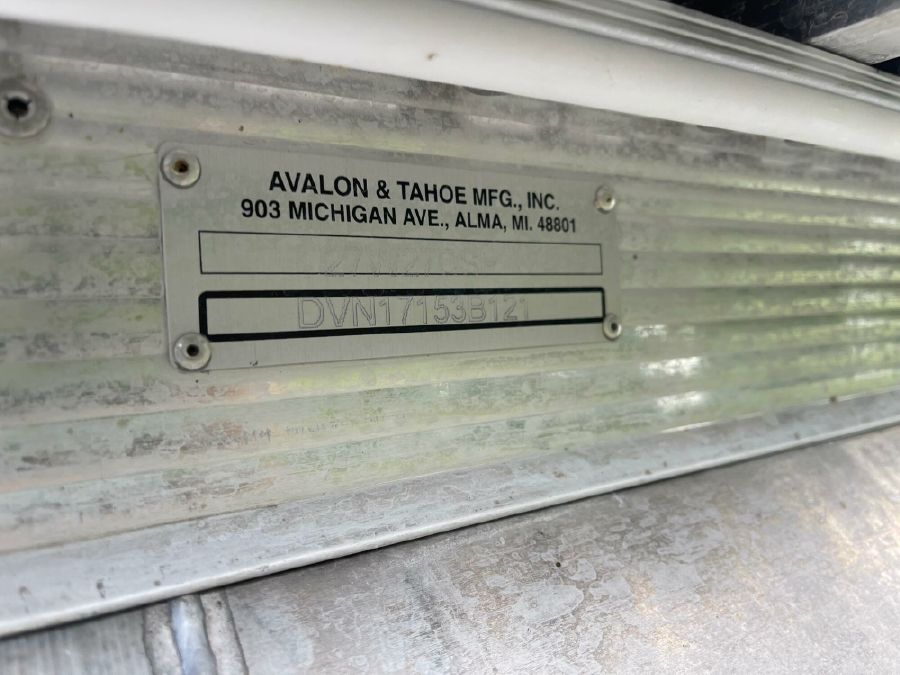 AVALON & TAHOE MFG., INC.
903 MICHIGAN AVE., ALMA, MI. 48801
DVN17153B121